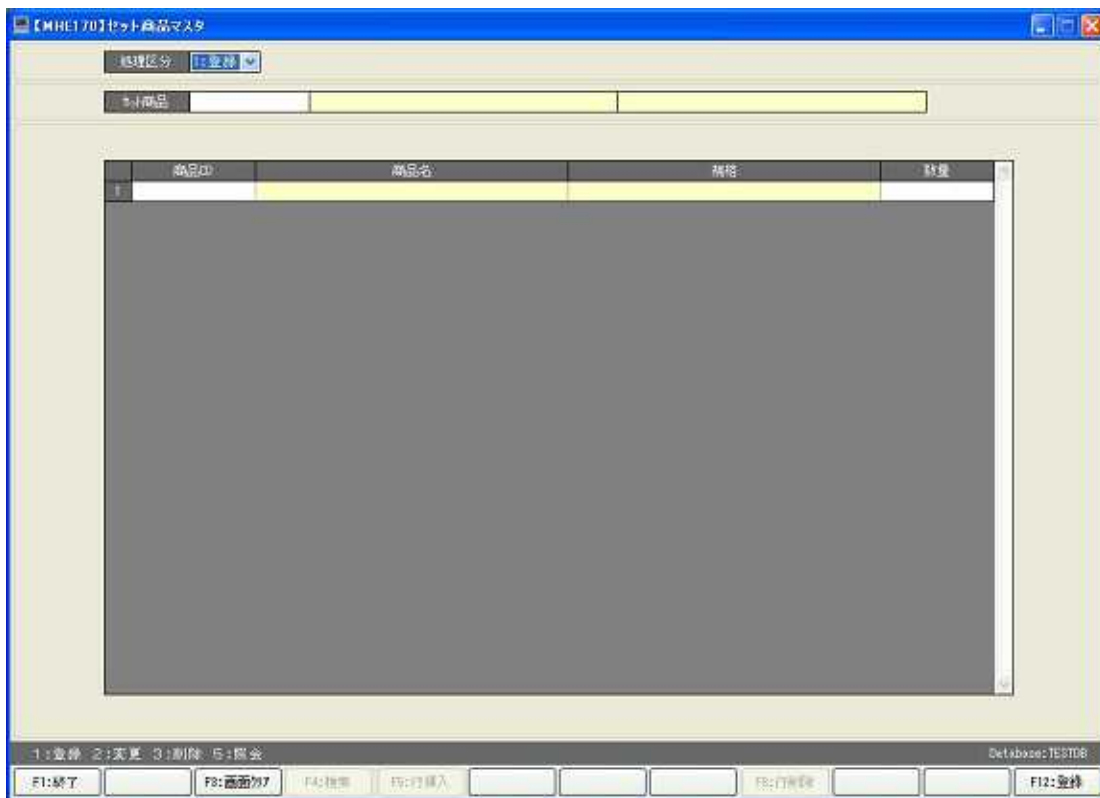 【MHE170】セット商品マスタ
処理区分 1:登録
ｾｯﾄ商品
商品CD 商品名 規格 数量
1
1:登録 2:変更 3:削除 5:照会 Database:TESTDB
F1:終了 F3:画面ｸﾘｱ F4:検索 F5:行挿入 F8:行削除 F12:登録